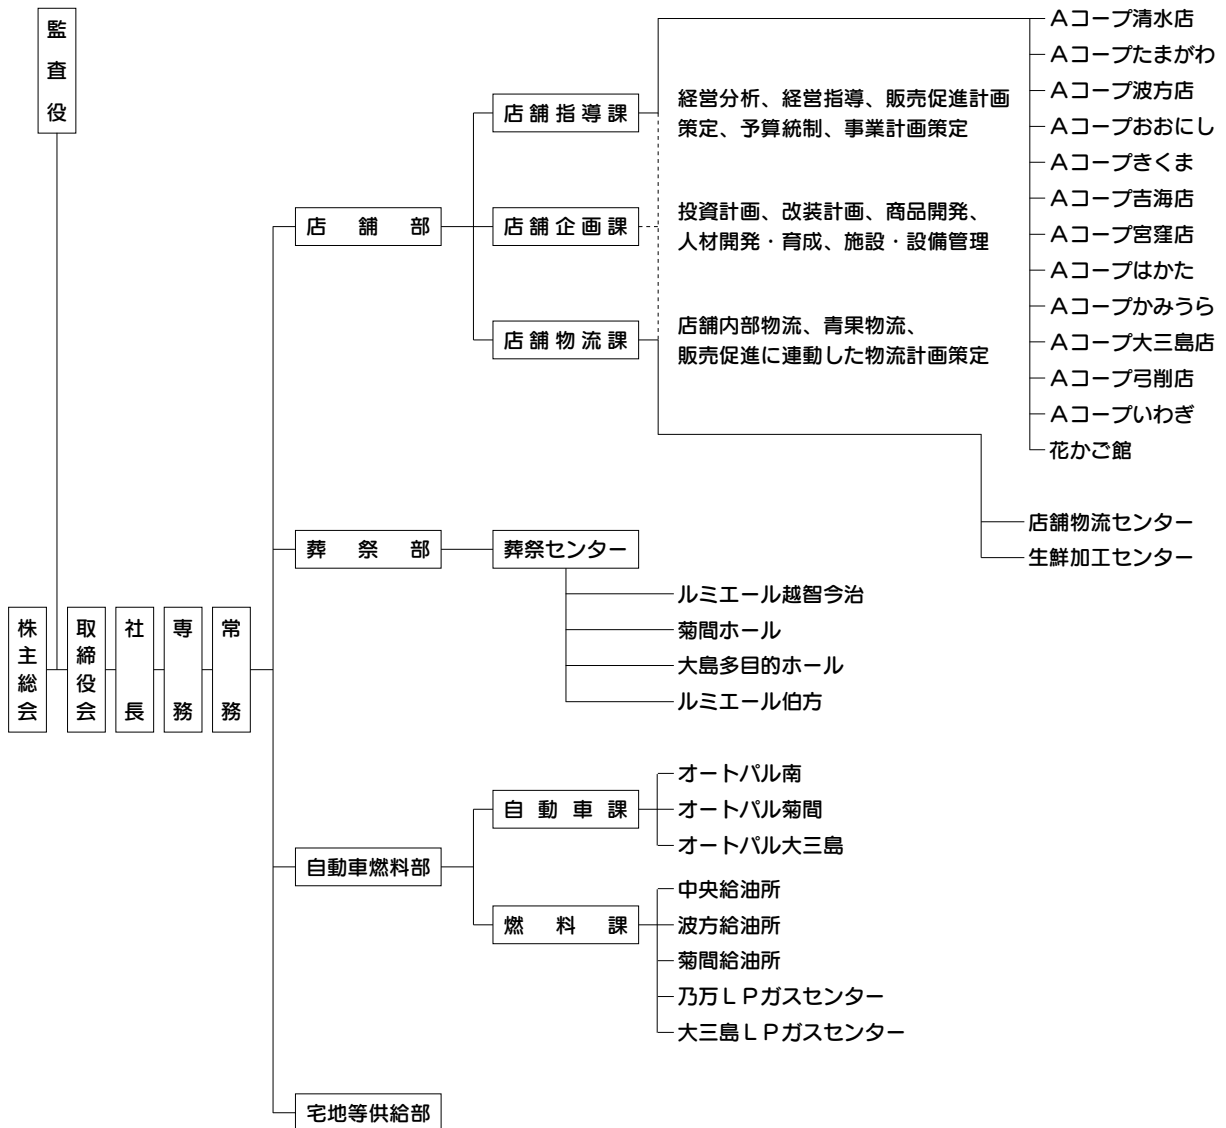 監査役
株主総会
取締役会
社長
専務
常務
店舗部
店舗指導課
経営分析、経営指導、販売促進計画
策定、予算統制、事業計画策定
店舗企画課
投資計画、改装計画、商品開発、
人材開発・育成、施設・設備管理
店舗物流課
店舗内部物流、青果物流、
販売促進に連動した物流計画策定
Aコープ清水店
Aコープたまがわ
Aコープ波方店
Aコープおおにし
Aコープきくま
Aコープ吉海店
Aコープ宮窪店
Aコープはかた
Aコープかみうら
Aコープ大三島店
Aコープ弓削店
Aコープいわぎ
花かご館
店舗物流センター
生鮮加工センター
葬祭部
葬祭センター
ルミエール越智今治
菊間ホール
大島多目的ホール
ルミエール伯方
自動車燃料部
自動車課
オートパル南
オートパル菊間
オートパル大三島
燃料課
中央給油所
波方給油所
菊間給油所
乃万LPガスセンター
大三島LPガスセンター
宅地等供給部